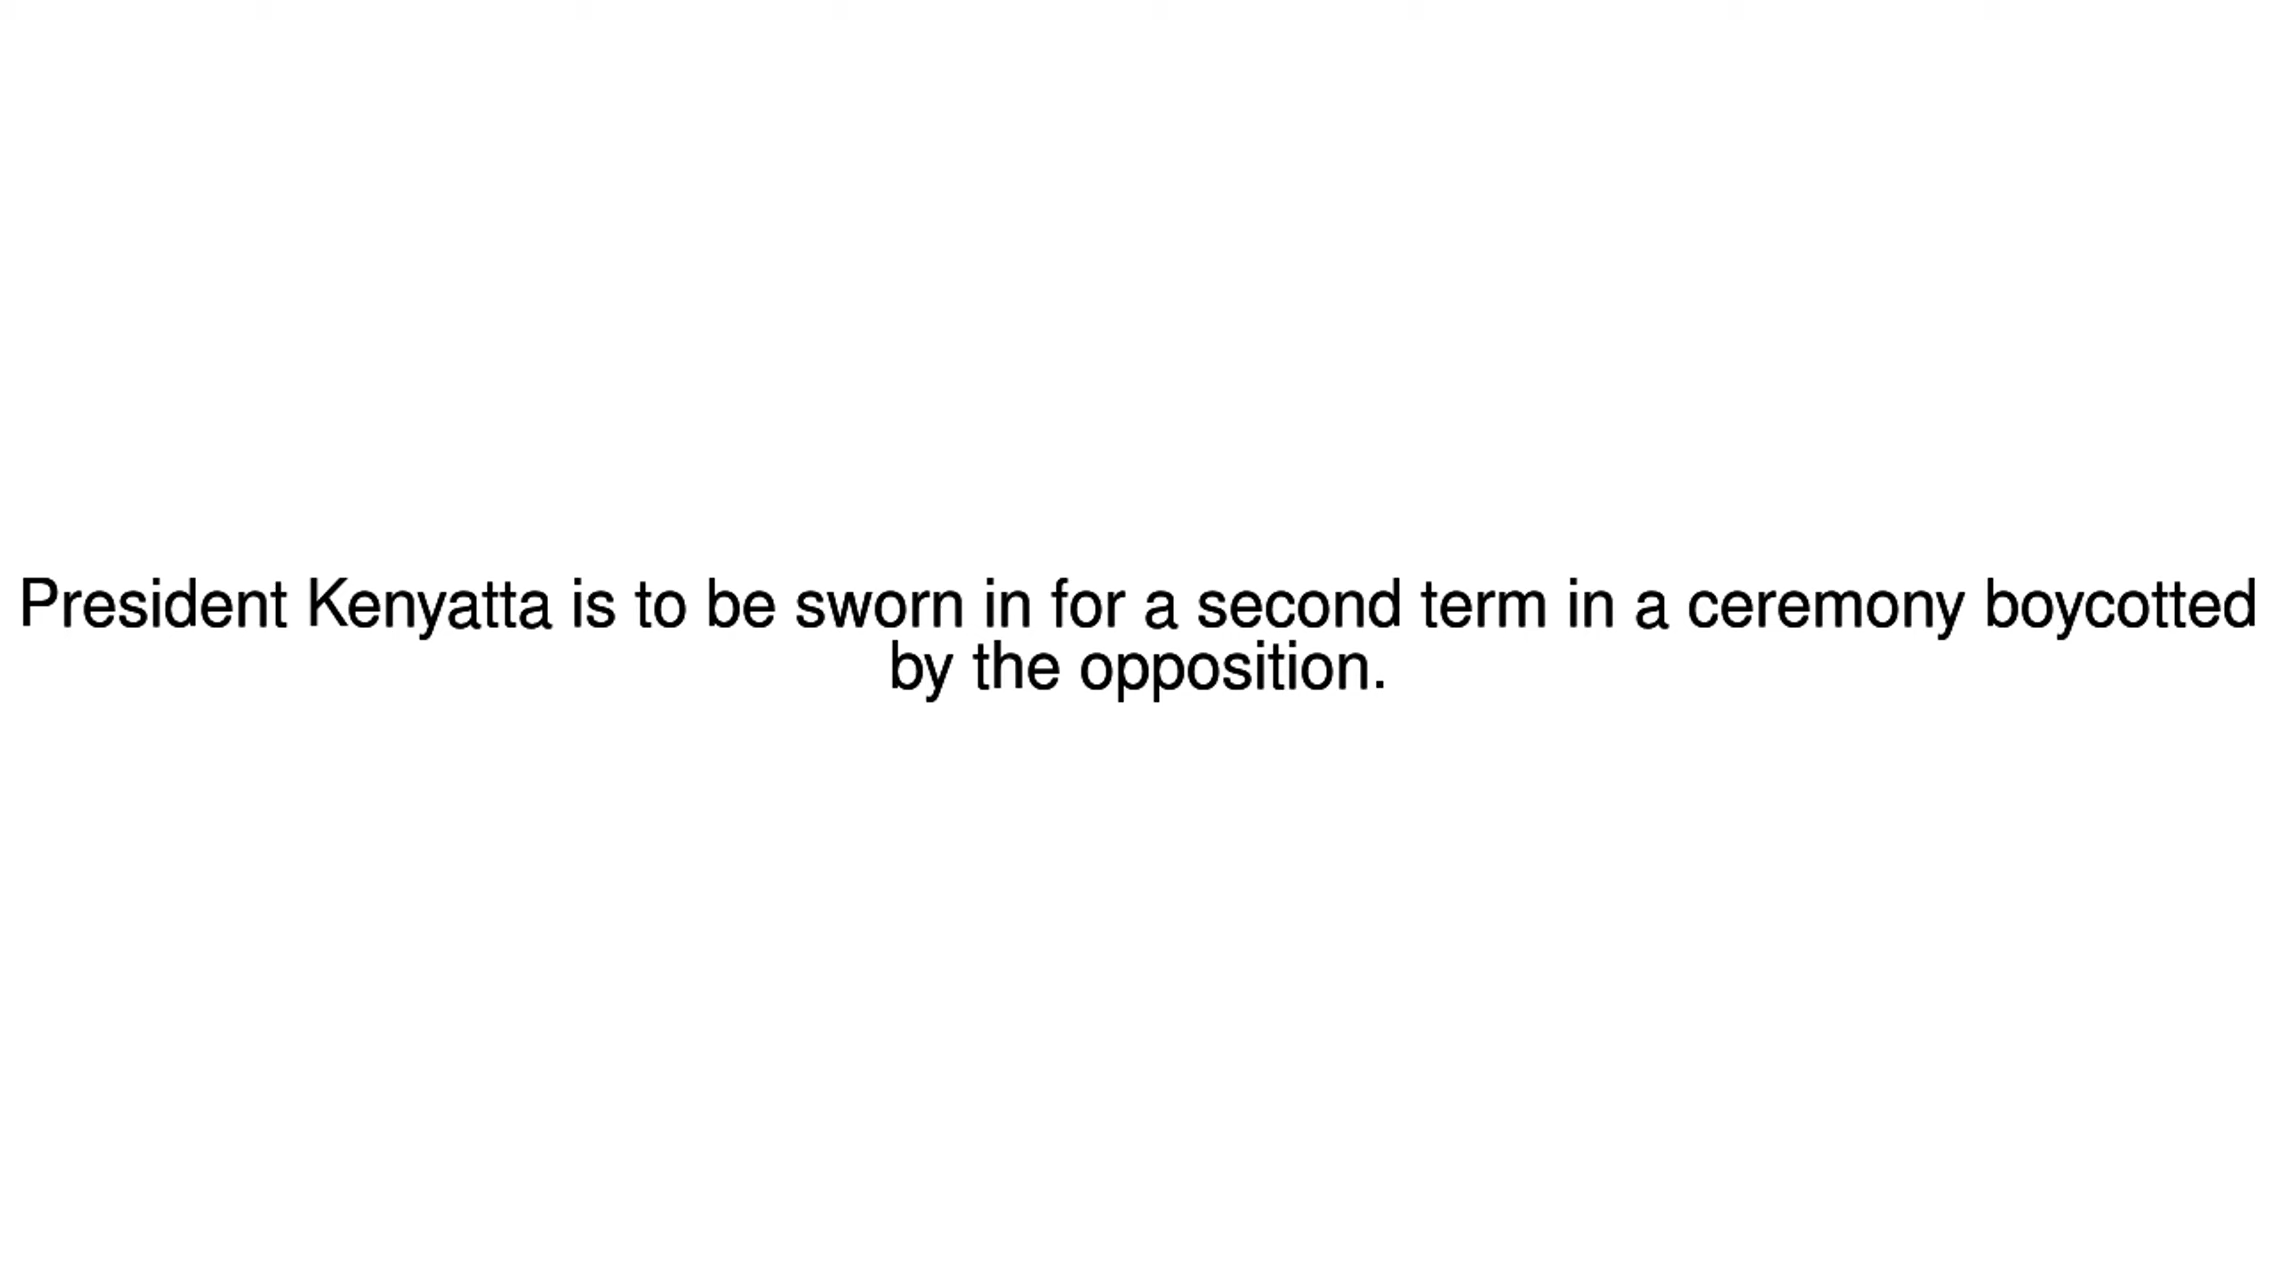 President Kenyatta is to be sworn in for a second term in a ceremony boycotted
by the opposition.